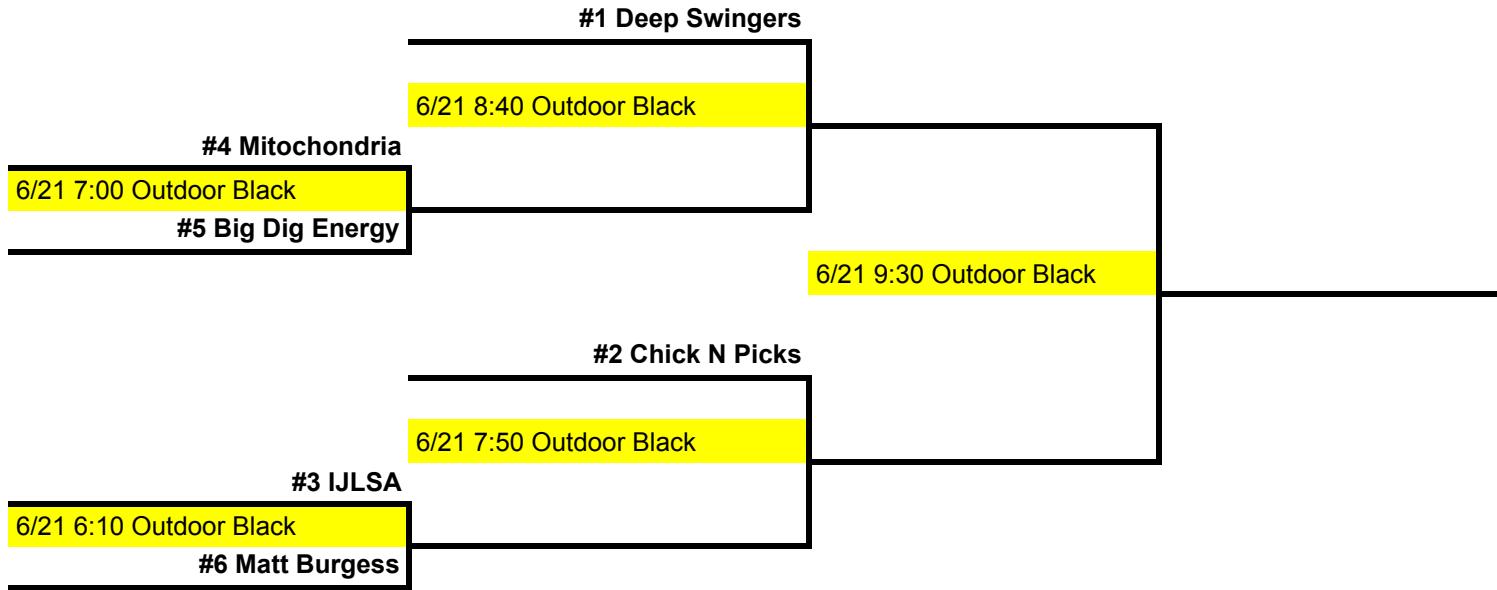 #1 Deep Swingers
6/21 8:40 Outdoor Black
#4 Mitochondria
6/21 7:00 Outdoor Black
#5 Big Dig Energy
6/21 9:30 Outdoor Black
#2 Chick N Picks
6/21 7:50 Outdoor Black
#3 IJLSA
6/21 6:10 Outdoor Black
#6 Matt Burgess